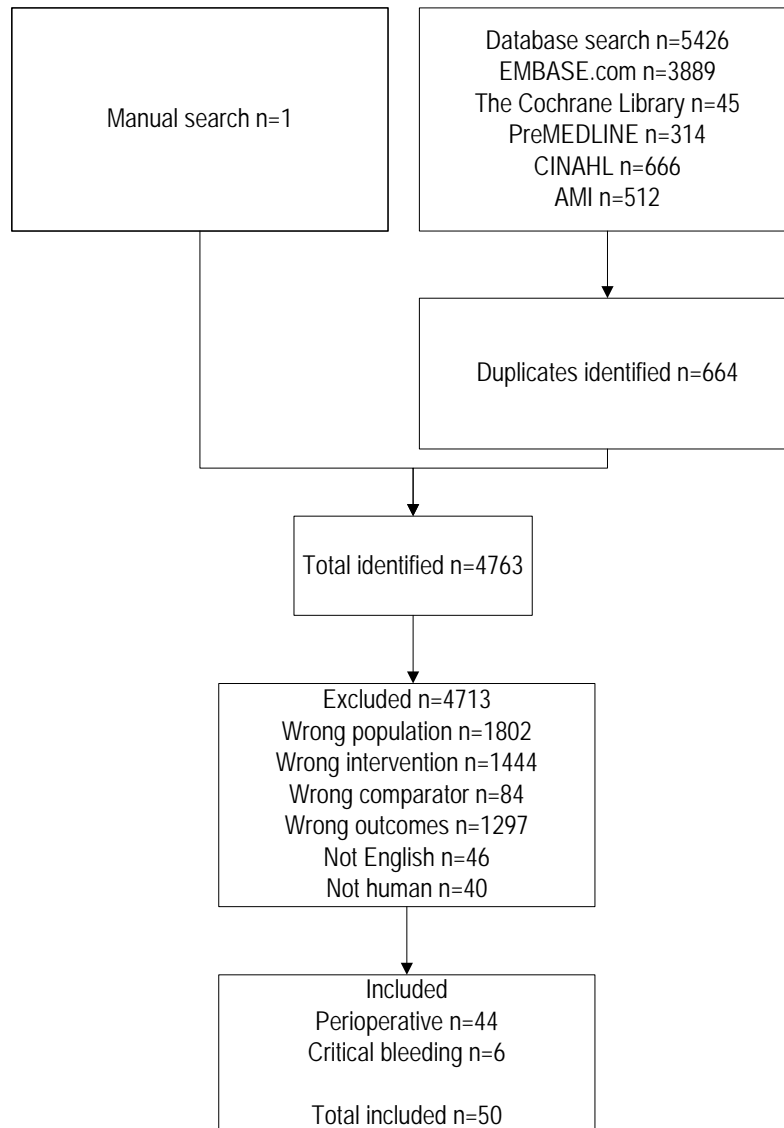 Manual search n=1
Database search n=5426
EMBASE.com n=3889
The Cochrane Library n=45
PreMEDLINE n=314
CINAHL n=666
AMI n=512
Duplicates identified n=664
Total identified n=4763
Excluded n=4713
Wrong population n=1802
Wrong intervention n=1444
Wrong comparator n=84
Wrong outcomes n=1297
Not English n=46
Not human n=40
Included
Perioperative n=44
Critical bleeding n=6
Total included n=50